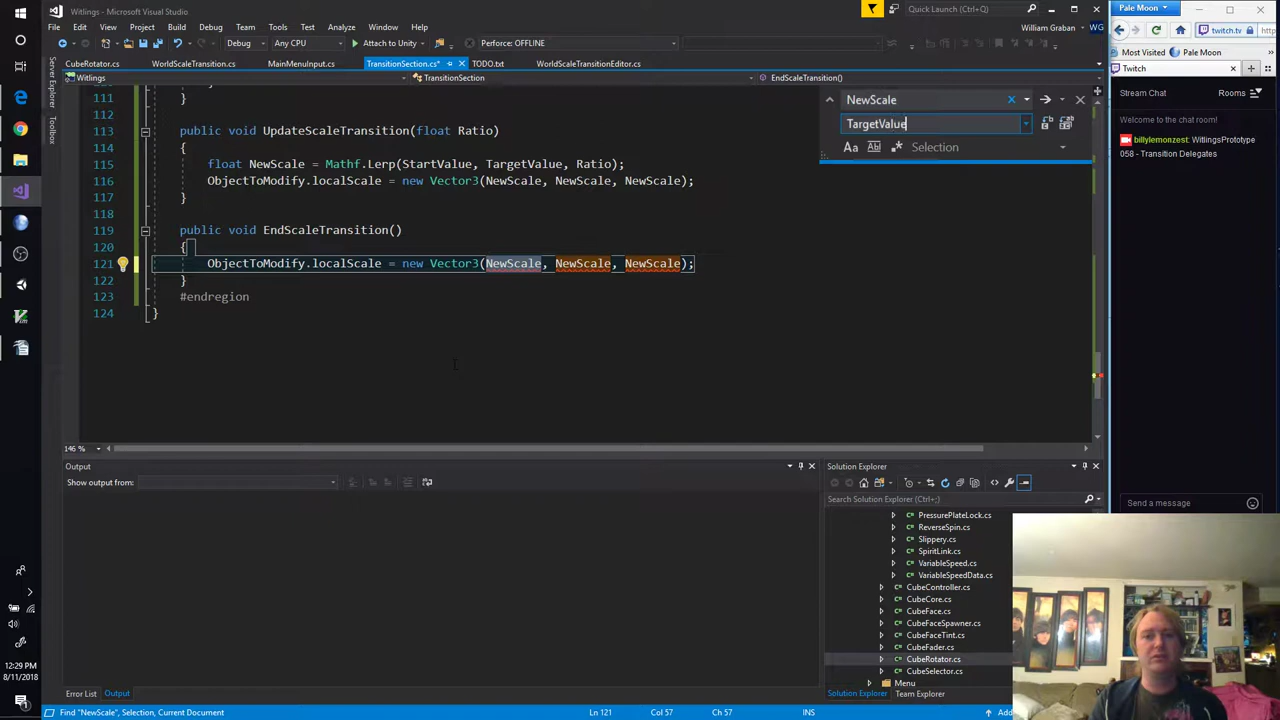 Witlings - Microsoft Visual Studio
Quick Launch (Ctrl+Q)
File Edit View Project Build Debug Team Tools Test Analyze Window Help
William Graban WG
Debug Any CPU Attach to Unity Perforce: OFFLINE
CubeRotator.cs WorldScaleTransition.cs MainMenuInput.cs TransitionSection.cs* TODO.txt WorldScaleTransitionEditor.cs
Witlings TransitionSection EndScaleTransition()
Server Explorer
Toolbox
NewScale
TargetValue
Aa Ab Selection
111 }
112
113 public void UpdateScaleTransition(float Ratio)
114 {
115 float NewScale = Mathf.Lerp(StartValue, TargetValue, Ratio);
116 ObjectToModify.localScale = new Vector3(NewScale, NewScale, NewScale);
117 }
118
119 public void EndScaleTransition()
120 {
121 ObjectToModify.localScale = new Vector3(NewScale, NewScale, NewScale);
122 }
123 #endregion
124 }
146 %
Output
Show output from:
Error List Output
Solution Explorer
Search Solution Explorer (Ctrl+;)
PressurePlateLock.cs
ReverseSpin.cs
Slippery.cs
SpiritLink.cs
VariableSpeed.cs
VariableSpeedData.cs
CubeController.cs
CubeCore.cs
CubeFace.cs
CubeFaceSpawner.cs
CubeFaceTint.cs
CubeFader.cs
CubeRotator.cs
CubeSelector.cs
Menu
Solution Explorer Team Explorer
Find "NewScale", Selection, Current Document Ln 121 Col 57 Ch 57 INS
12:29 PM
8/11/2018
Pale Moon
twitch.tv http
Most Visited Pale Moon
Twitch
Stream Chat Rooms
Welcome to the chat room!
billylemonzest: WitlingsPrototype
058 - Transition Delegates
Send a message